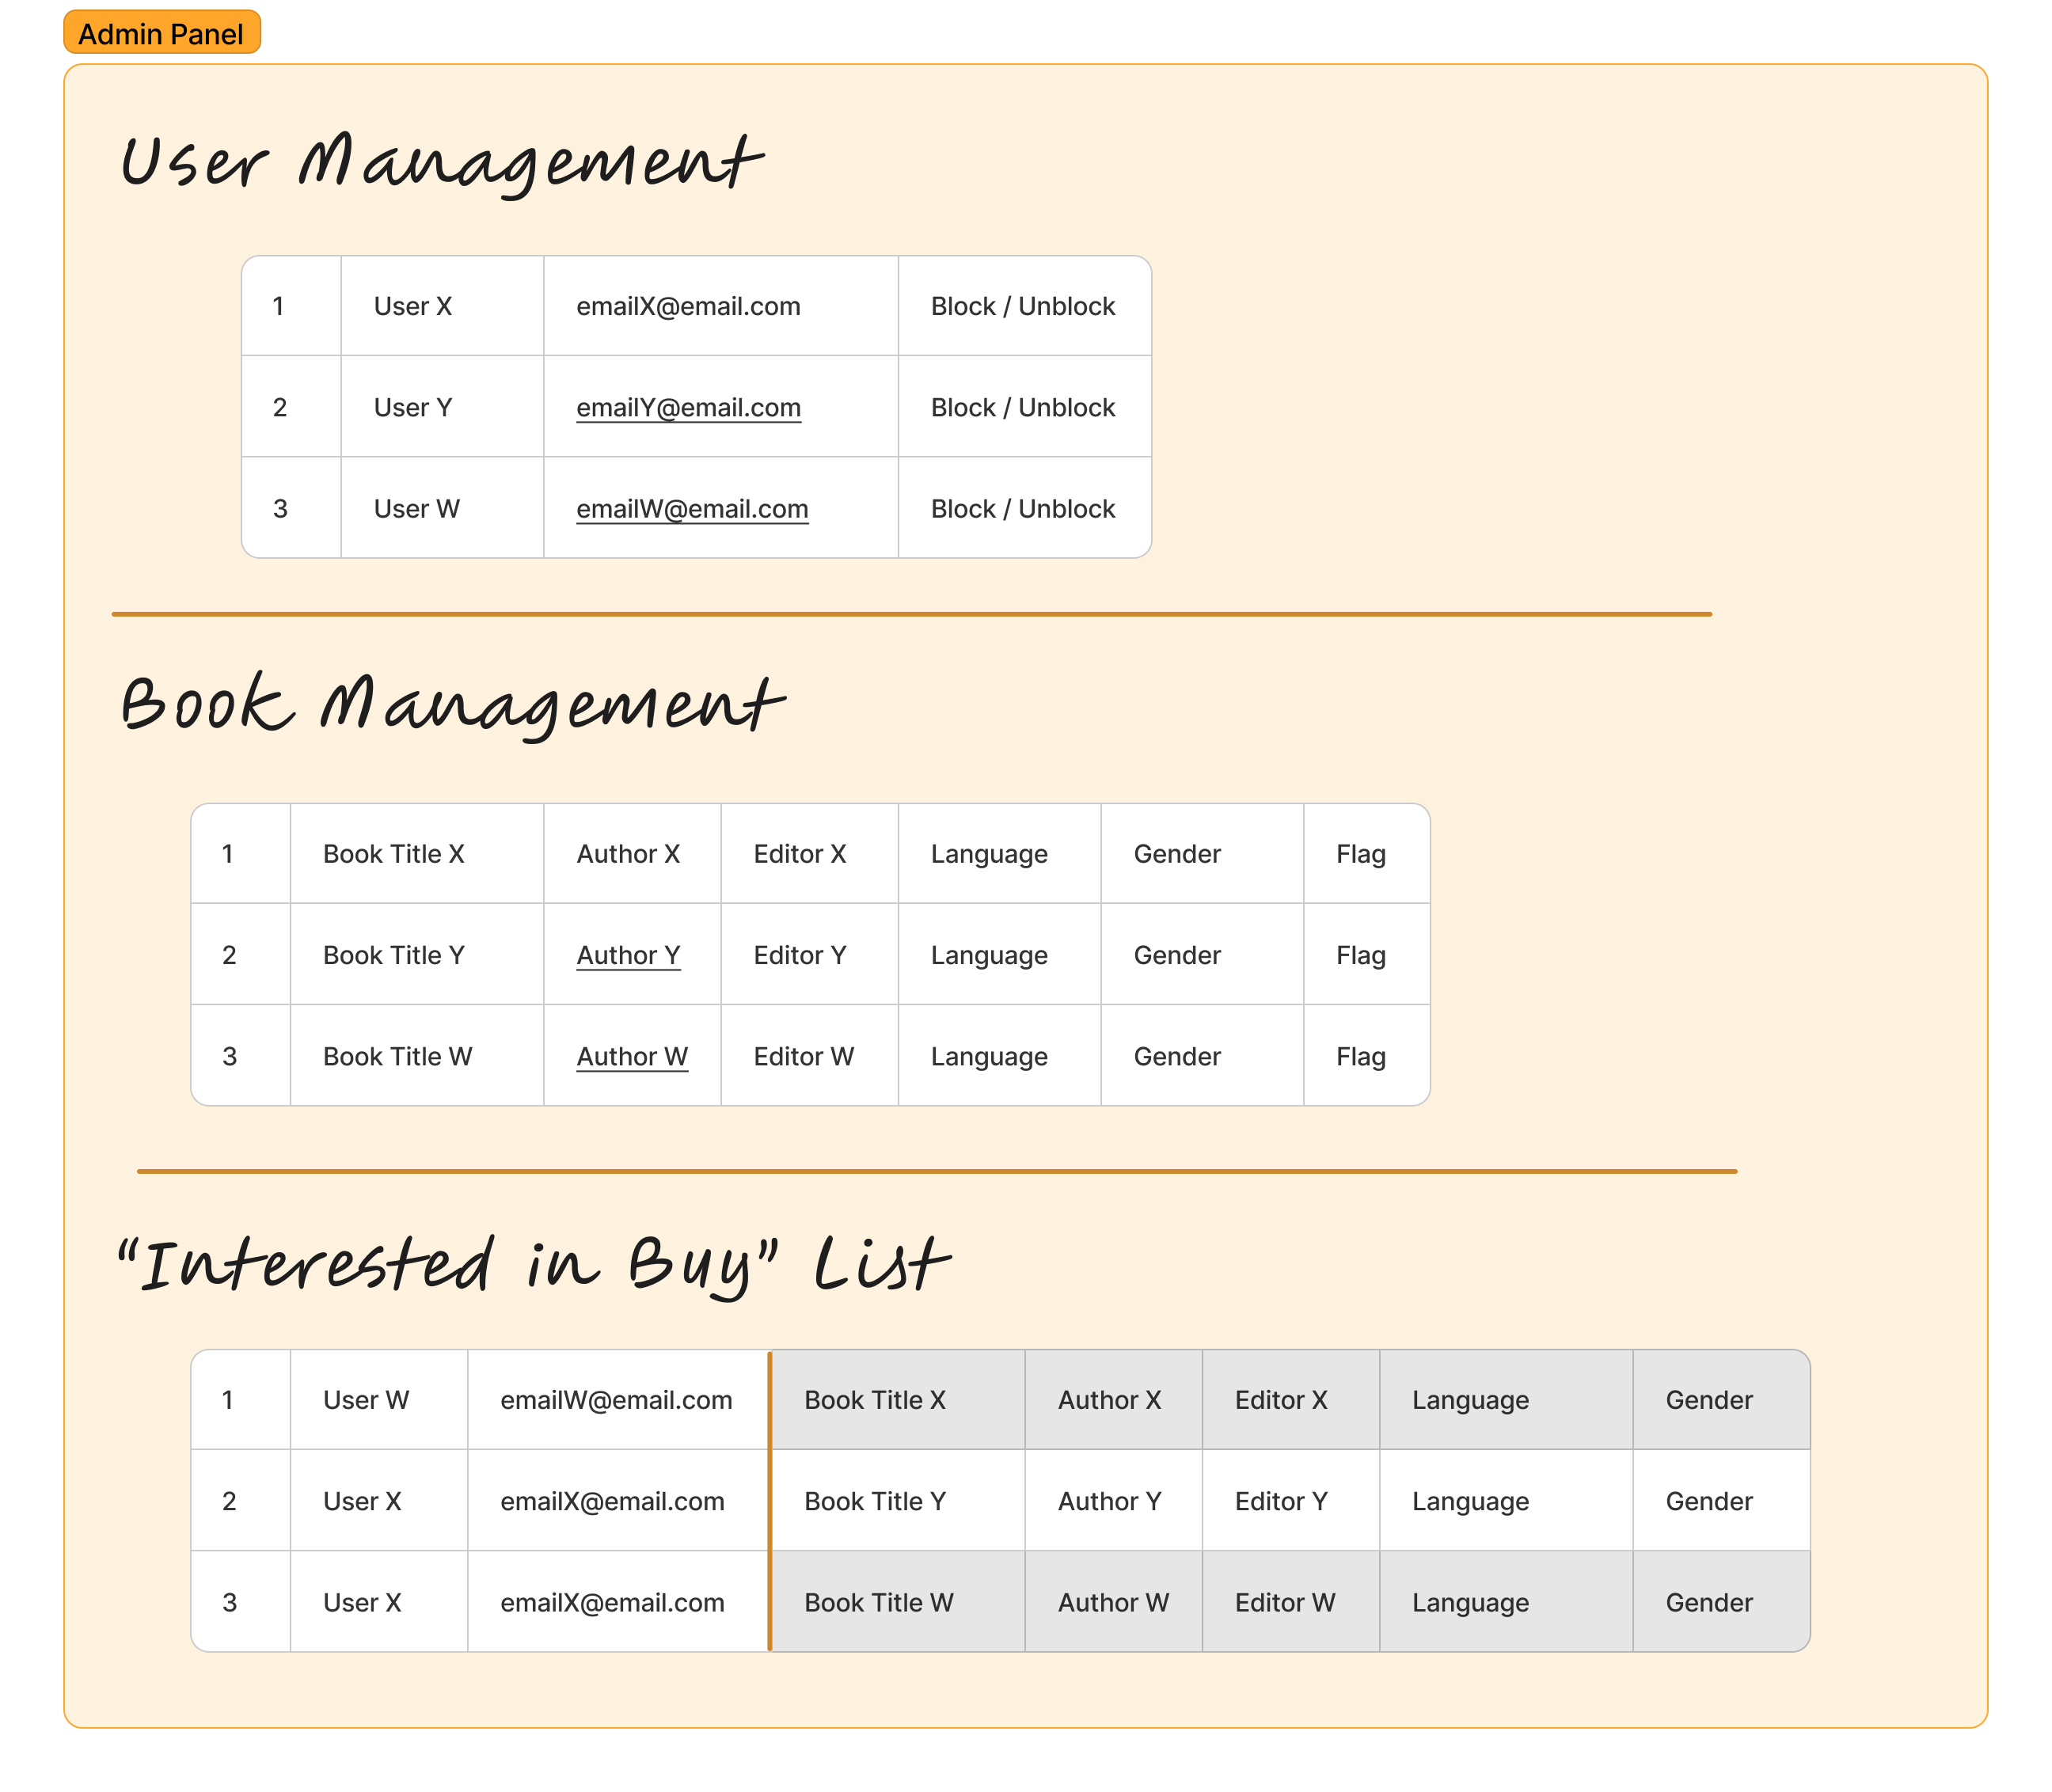 Admin Panel
User Management
1 User X emailX@email.com Block / Unblock
2 User Y emailY@email.com Block / Unblock
3 User W emailW@email.com Block / Unblock
Book Management
1 Book Title X Author X Editor X Language Gender Flag
2 Book Title Y Author Y Editor Y Language Gender Flag
3 Book Title W Author W Editor W Language Gender Flag
“Interested in Buy” List
1 User W emailW@email.com Book Title X Author X Editor X Language Gender
2 User X emailX@email.com Book Title Y Author Y Editor Y Language Gender
3 User X emailX@email.com Book Title W Author W Editor W Language Gender